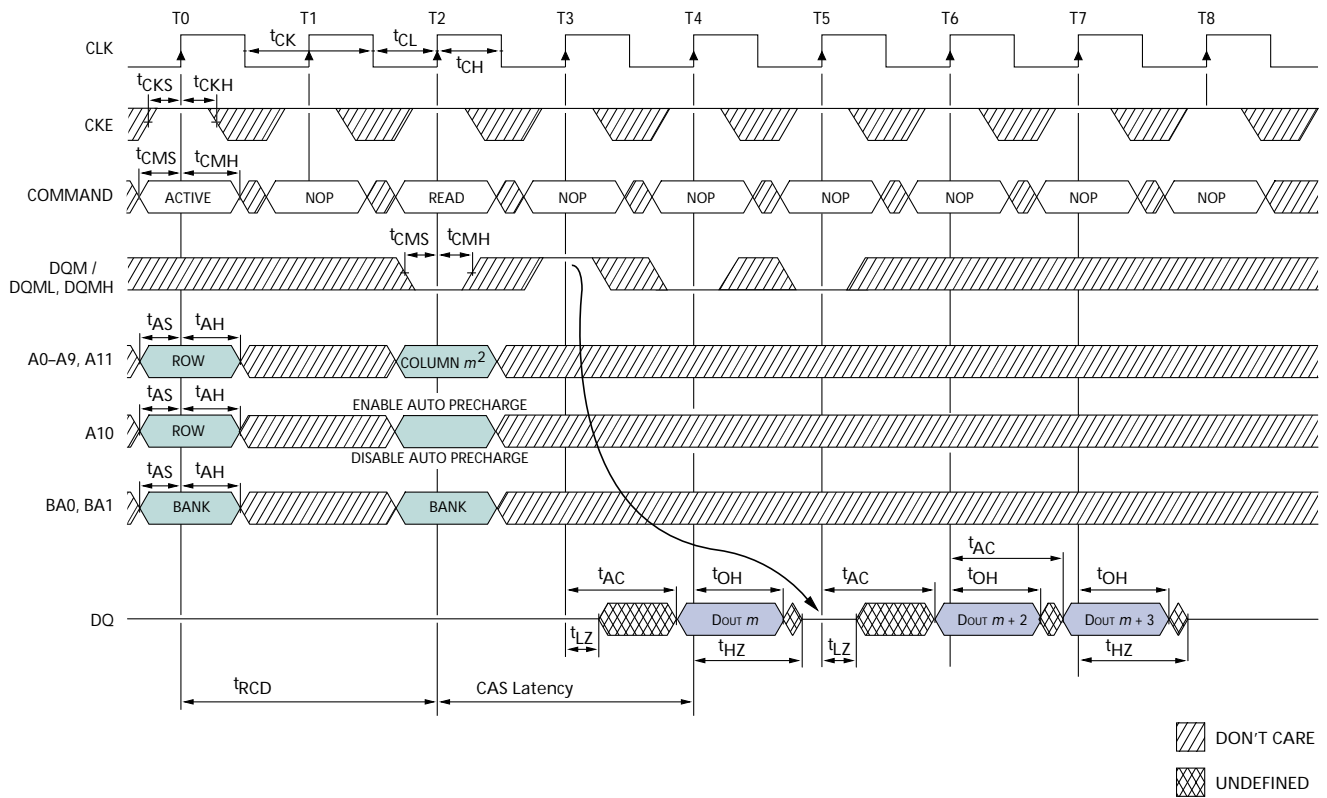 T0 T1 T2 T3 T4 T5 T6 T7 T8
CLK
tCK tCL
tCH
tCKS tCKH
CKE
tCMS tCMH
COMMAND ACTIVE NOP READ NOP NOP NOP NOP NOP NOP
tCMS tCMH
DQM /
DQML, DQMH
tAS tAH
A0–A9, A11 ROW COLUMN m2
tAS tAH ENABLE AUTO PRECHARGE
A10 ROW
DISABLE AUTO PRECHARGE
tAS tAH
BA0, BA1 BANK BANK
tAC
tAC tOH tAC tOH tOH
DQ DOUT m DOUT m + 2 DOUT m + 3
tLZ tHZ tLZ tHZ
tRCD CAS Latency
DON'T CARE
UNDEFINED